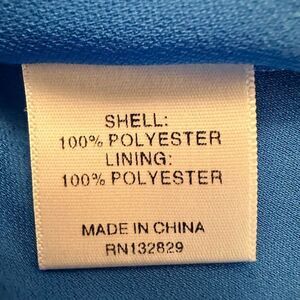 SHELL:
100% POLYESTER
LINING:
100% POLYESTER
MADE IN CHINA
RN132829